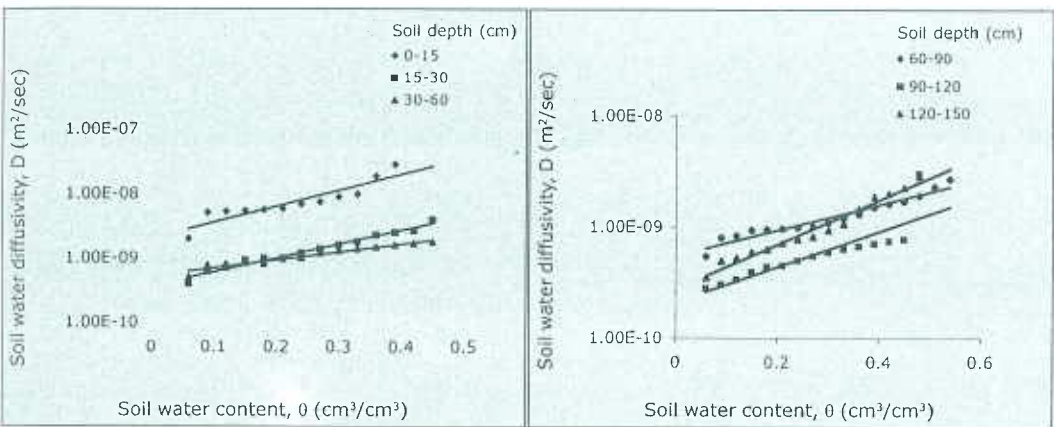 Soil depth (cm)
0-15
15-30
30-60
Soil water diffusivity, D (m²/sec)
1.00E-07
1.00E-08
1.00E-09
1.00E-10
0 0.1 0.2 0.3 0.4 0.5
Soil water content, θ (cm³/cm³)
Soil depth (cm)
60-90
90-120
120-150
Soil water diffusivity, D (m²/sec)
1.00E-08
1.00E-09
1.00E-10
0 0.2 0.4 0.6
Soil water content, θ (cm³/cm³)